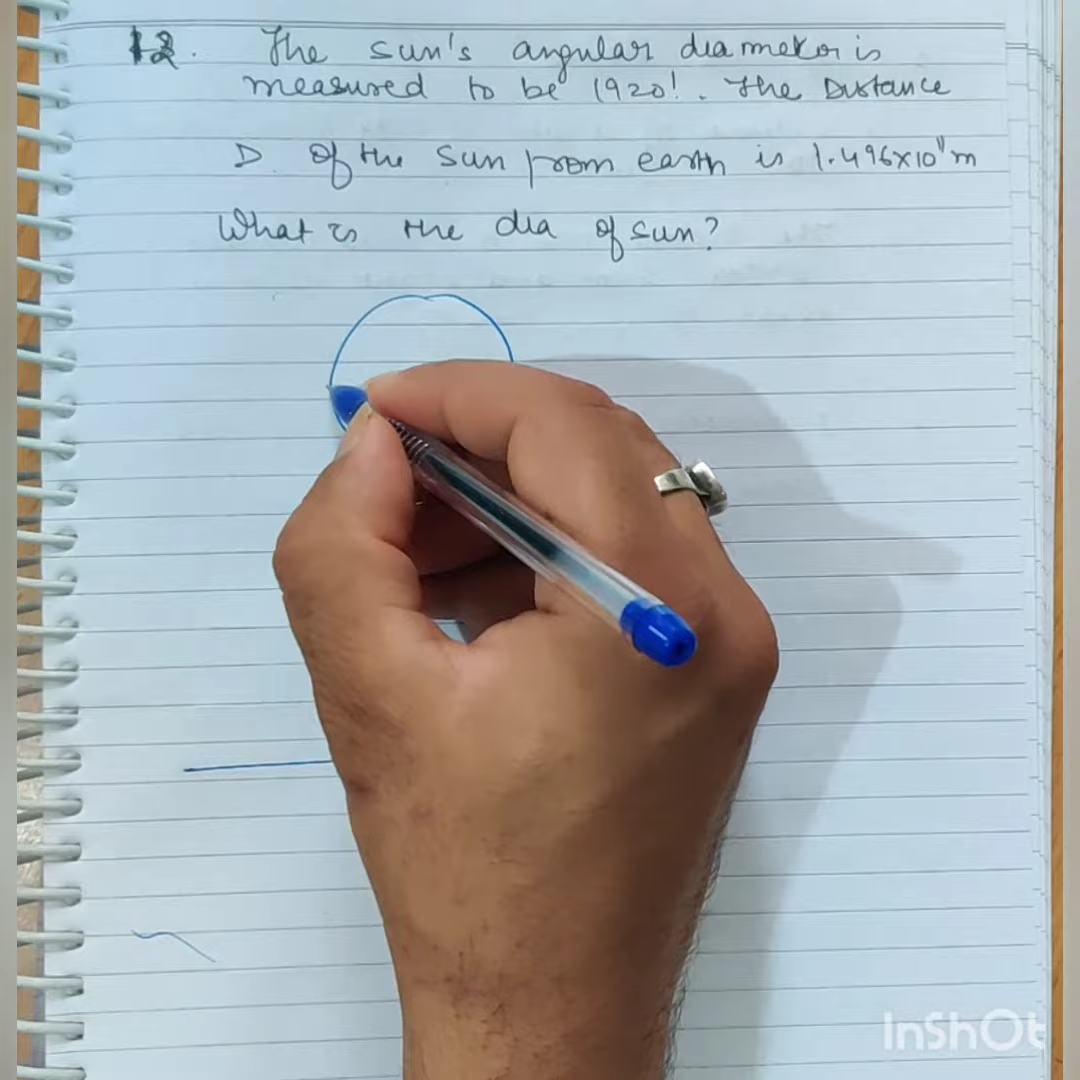 12. The sun's angular diameter is
measured to be 1920!. The Distance
D of the sun from earth is 1.496x10¹¹m
What is the dia of sun?
InShOt